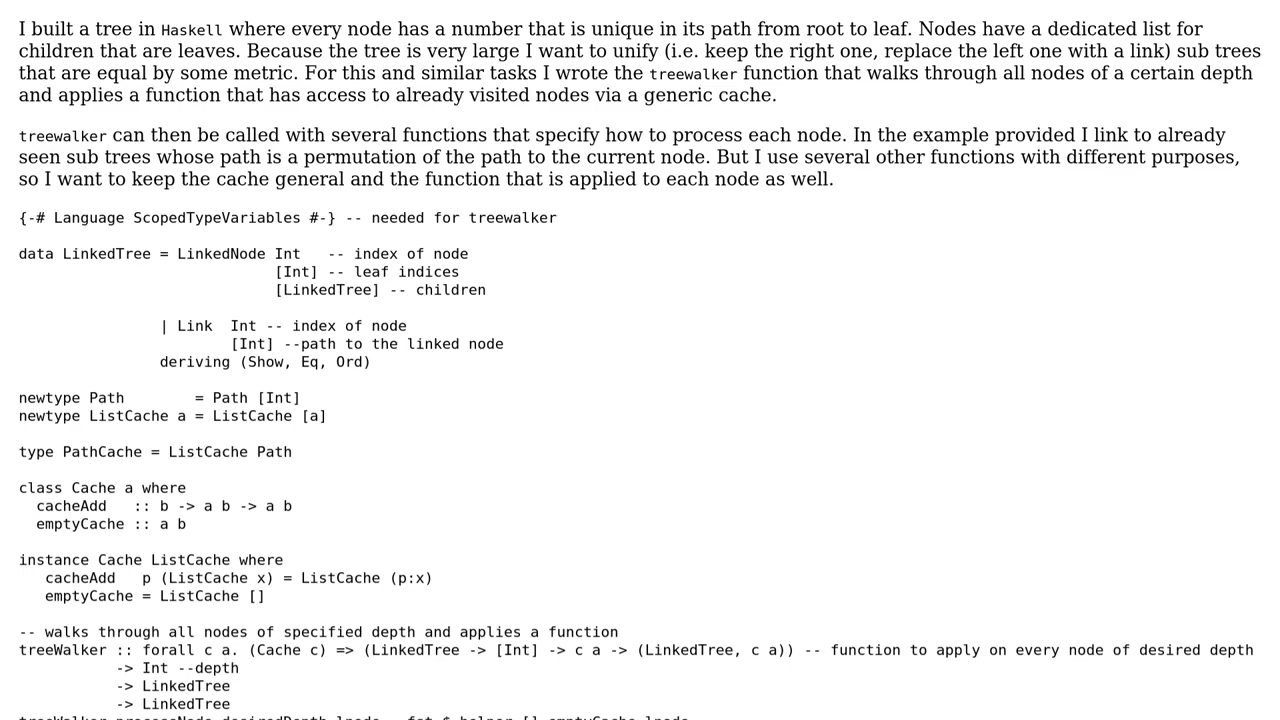 I built a tree in Haskell where every node has a number that is unique in its path from root to leaf. Nodes have a dedicated list for
children that are leaves. Because the tree is very large I want to unify (i.e. keep the right one, replace the left one with a link) sub trees
that are equal by some metric. For this and similar tasks I wrote the treewalker function that walks through all nodes of a certain depth
and applies a function that has access to already visited nodes via a generic cache.
treewalker can then be called with several functions that specify how to process each node. In the example provided I link to already
seen sub trees whose path is a permutation of the path to the current node. But I use several other functions with different purposes,
so I want to keep the cache general and the function that is applied to each node as well.
{-# Language ScopedTypeVariables #-} -- needed for treewalker
data LinkedTree = LinkedNode Int   -- index of node
                             [Int] -- leaf indices
                             [LinkedTree] -- children
                | Link  Int -- index of node
                        [Int] --path to the linked node
                deriving (Show, Eq, Ord)
newtype Path        = Path [Int]
newtype ListCache a = ListCache [a]
type PathCache = ListCache Path
class Cache a where
  cacheAdd   :: b -> a b -> a b
  emptyCache :: a b
instance Cache ListCache where
   cacheAdd   p (ListCache x) = ListCache (p:x)
   emptyCache = ListCache []
-- walks through all nodes of specified depth and applies a function
treeWalker :: forall c a. (Cache c) => (LinkedTree -> [Int] -> c a -> (LinkedTree, c a)) -- function to apply on every node of desired depth
           -> Int --depth
           -> LinkedTree
           -> LinkedTree